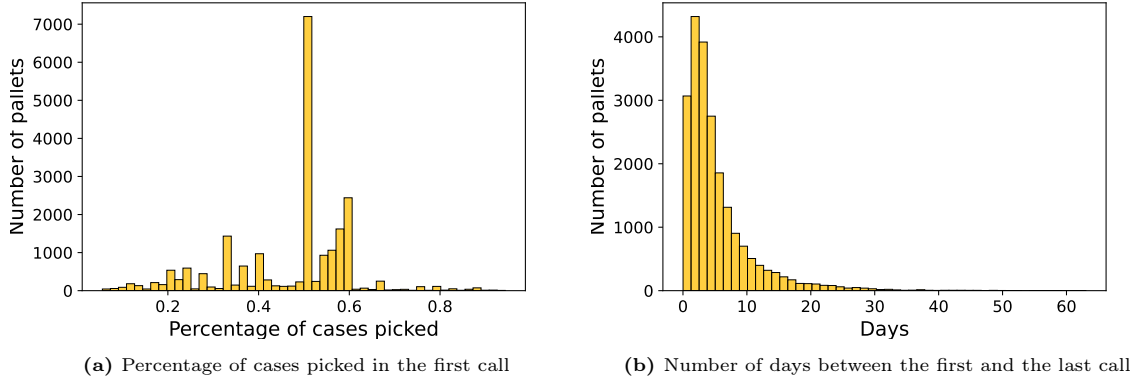 7000
6000
5000
4000
3000
2000
1000
0
Number of pallets
0.2 0.4 0.6 0.8
Percentage of cases picked
(a) Percentage of cases picked in the first call
4000
3000
2000
1000
0
Number of pallets
0 10 20 30 40 50 60
Days
(b) Number of days between the first and the last call